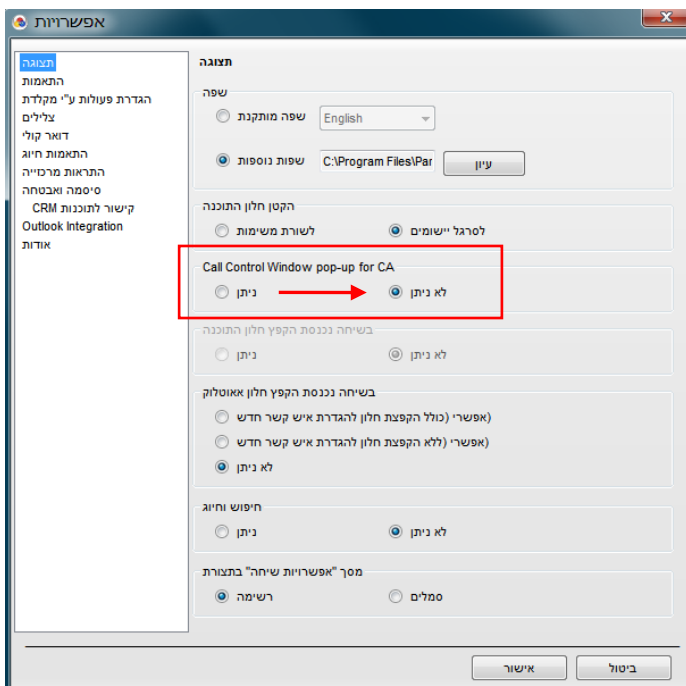 אפשרויות
תצוגה
התאמות
הגדרת פעולות ע"י מקלדת
צלילים
דואר קולי
התאמות חיוג
התראות מרכזייה
סיסמה ואבטחה
קישור לתוכנות CRM
Outlook Integration
אודות
תצוגה
שפה
שפה מותקנת English
שפות נוספות C:\Program Files\Par עיון
הקטן חלון התוכנה
לשורת משימות לסרגל יישומים
Call Control Window pop-up for CA
ניתן לא ניתן
בשיחה נכנסת הקפץ חלון התוכנה
ניתן לא ניתן
בשיחה נכנסת הקפץ חלון אאוטלוק
אפשרי (כולל הקפצת חלון להגדרת איש קשר חדש)
אפשרי (ללא הקפצת חלון להגדרת איש קשר חדש)
לא ניתן
חיפוש וחיוג
ניתן לא ניתן
מסך "אפשרויות שיחה" בתצורת
רשימה סמלים
אישור ביטול